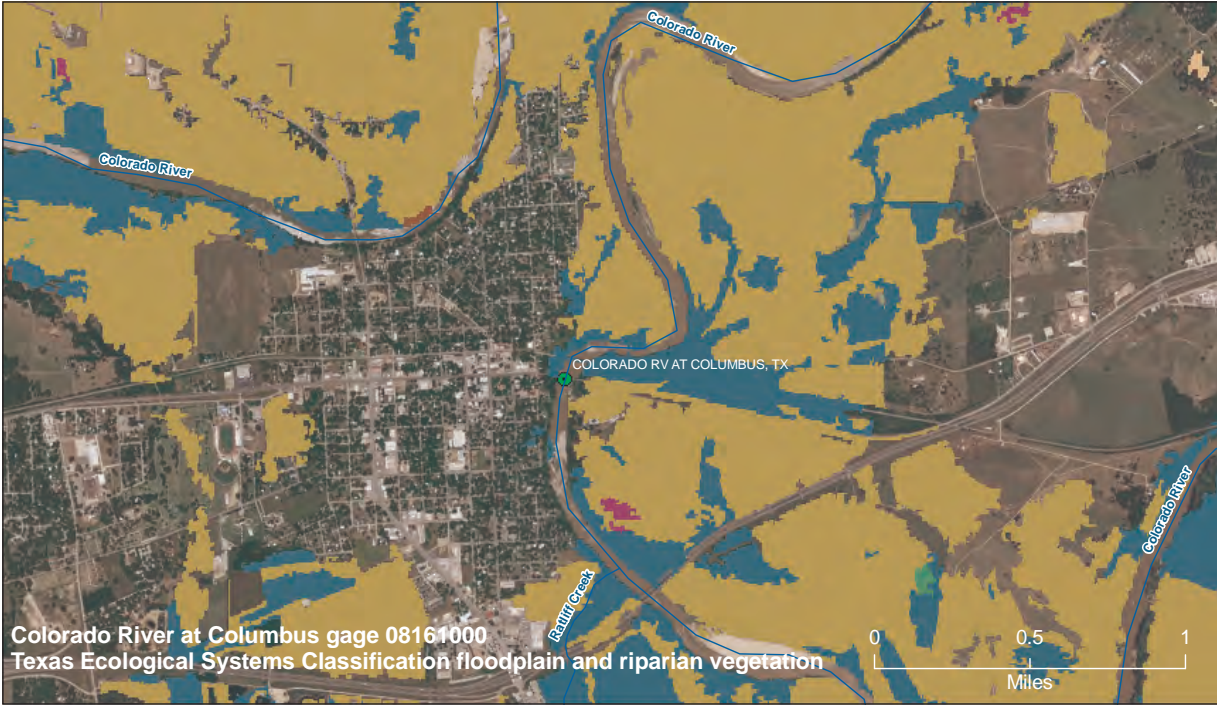 Colorado River
Colorado River
COLORADO RV AT COLUMBUS, TX
Colorado River
Ratliff Creek
Colorado River at Columbus gage 08161000
Texas Ecological Systems Classification floodplain and riparian vegetation
0 0.5 1
Miles